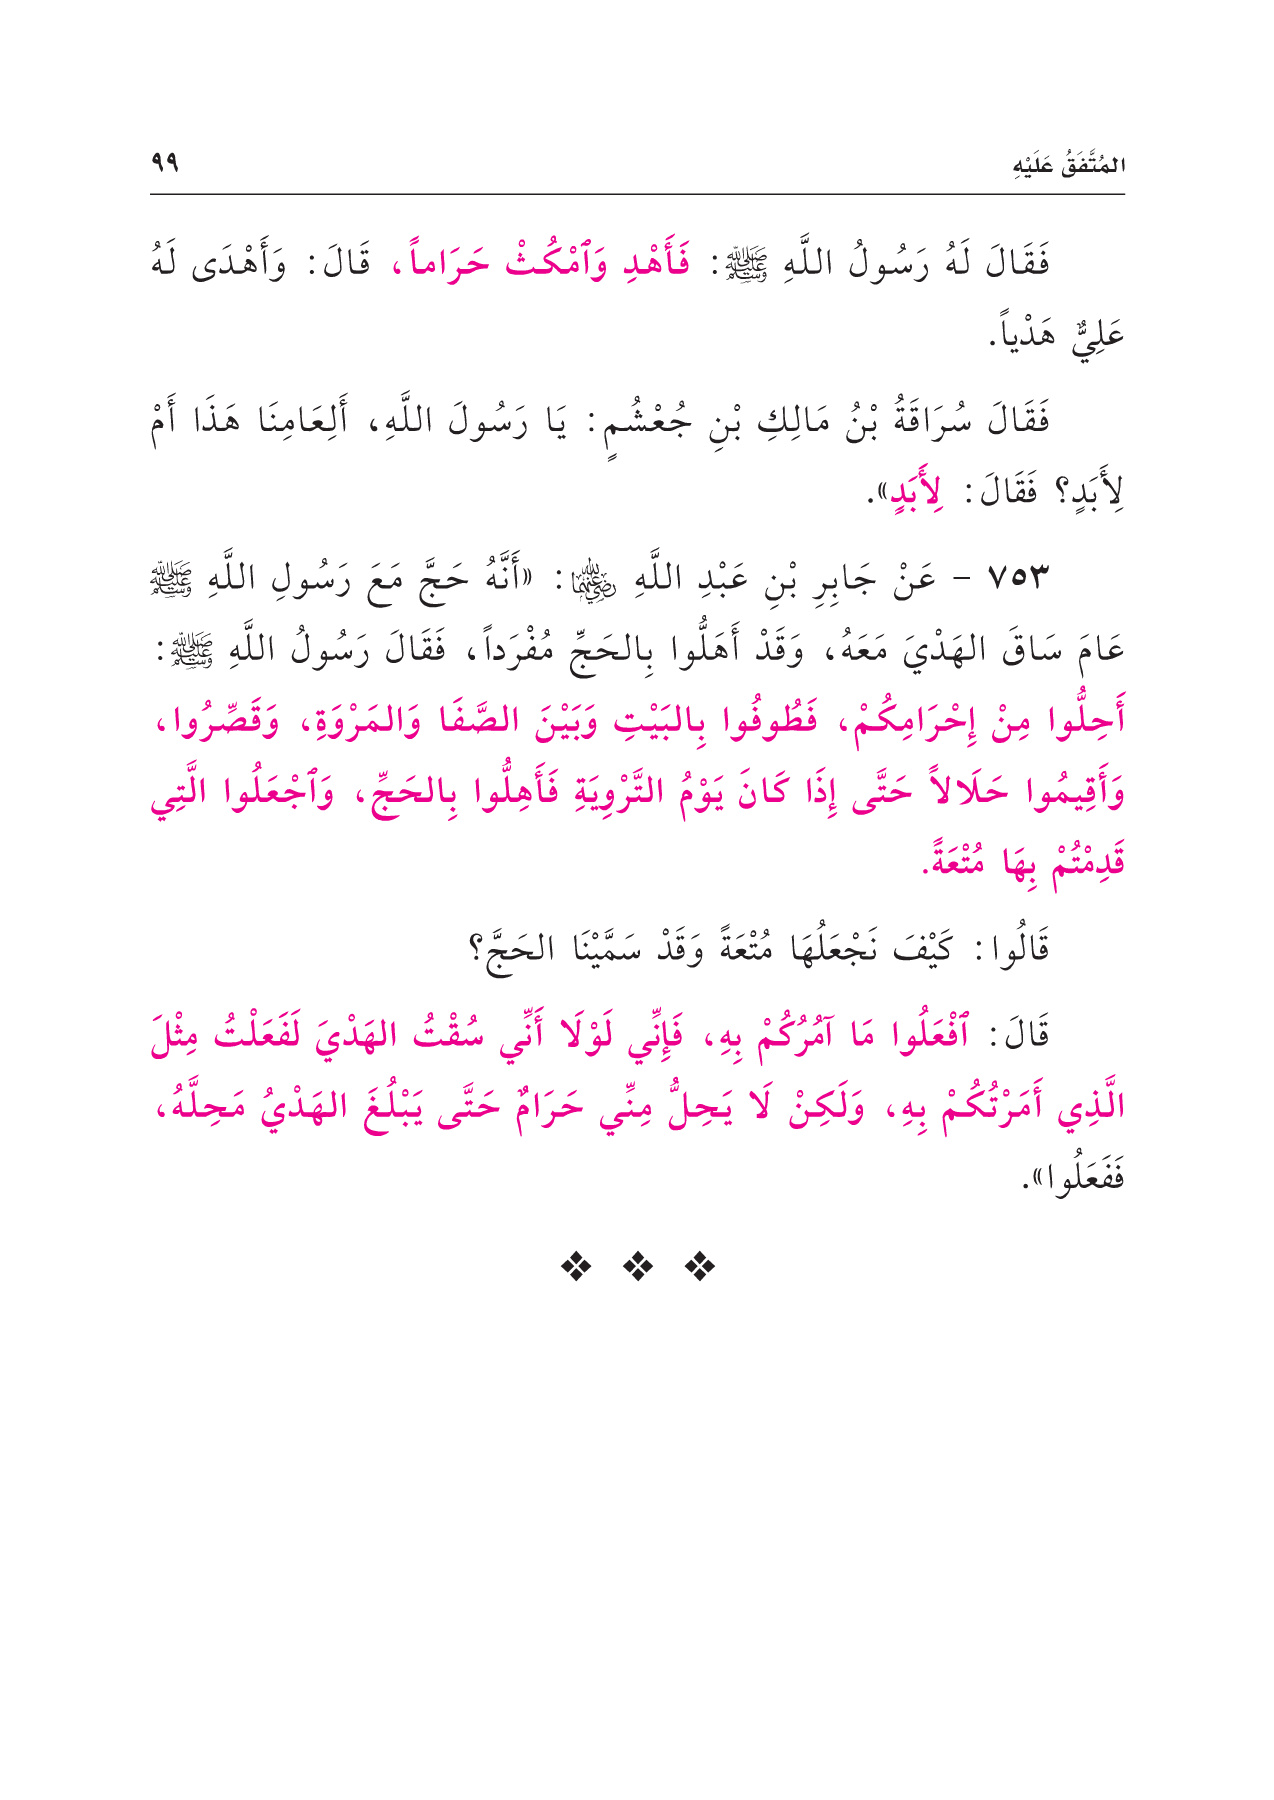 المُتَّفَقُ عَلَيْهِ ٩٩
فَقَالَ لَهُ رَسُولُ اللَّهِ ﷺ: فَأَهْدِ وَٱمْكُثْ حَرَاماً، قَالَ: وَأَهْدَى لَهُ
عَلِيٌّ هَدْياً.
فَقَالَ سُرَاقَةُ بْنُ مَالِكِ بْنِ جُعْشُمٍ: يَا رَسُولَ اللَّهِ، أَلِعَامِنَا هَذَا أَمْ
لِأَبَدٍ؟ فَقَالَ: لِأَبَدٍ».
٧٥٣ - عَنْ جَابِرِ بْنِ عَبْدِ اللَّهِ رضي الله عنهما: «أَنَّهُ حَجَّ مَعَ رَسُولِ اللَّهِ ﷺ
عَامَ سَاقَ الهَدْيَ مَعَهُ، وَقَدْ أَهَلُّوا بِالحَجِّ مُفْرَداً، فَقَالَ رَسُولُ اللَّهِ ﷺ:
أَحِلُّوا مِنْ إِحْرَامِكُمْ، فَطُوفُوا بِالبَيْتِ وَبَيْنَ الصَّفَا وَالمَرْوَةِ، وَقَصِّرُوا،
وَأَقِيمُوا حَلَالاً حَتَّى إِذَا كَانَ يَوْمُ التَّرْوِيَةِ فَأَهِلُّوا بِالحَجِّ، وَٱجْعَلُوا الَّتِي
قَدِمْتُمْ بِهَا مُتْعَةً.
قَالُوا: كَيْفَ نَجْعَلُهَا مُتْعَةً وَقَدْ سَمَّيْنَا الحَجَّ؟
قَالَ: ٱفْعَلُوا مَا آمُرُكُمْ بِهِ، فَإِنِّي لَوْلَا أَنِّي سُقْتُ الهَدْيَ لَفَعَلْتُ مِثْلَ
الَّذِي أَمَرْتُكُمْ بِهِ، وَلَكِنْ لَا يَحِلُّ مِنِّي حَرَامٌ حَتَّى يَبْلُغَ الهَدْيُ مَحِلَّهُ،
فَفَعَلُوا».